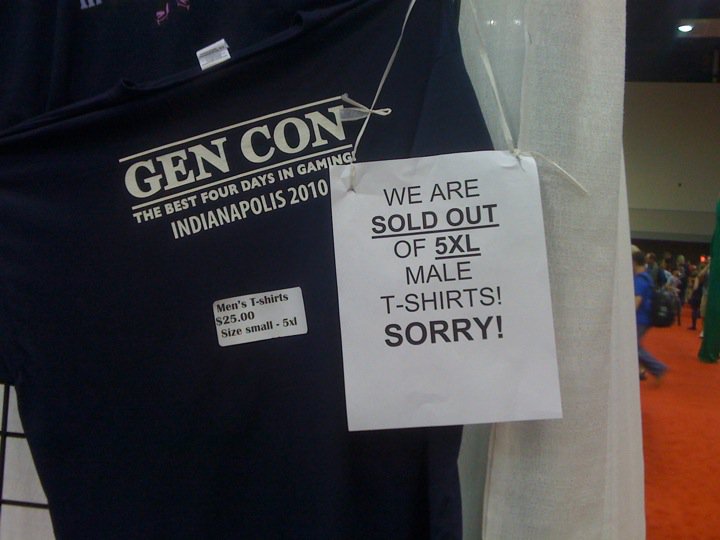 GEN CON
THE BEST FOUR DAYS IN GAMING!
INDIANAPOLIS 2010
Men's T-shirts
$25.00
Size small - 5xl
WE ARE
SOLD OUT
OF 5XL
MALE
T-SHIRTS!
SORRY!